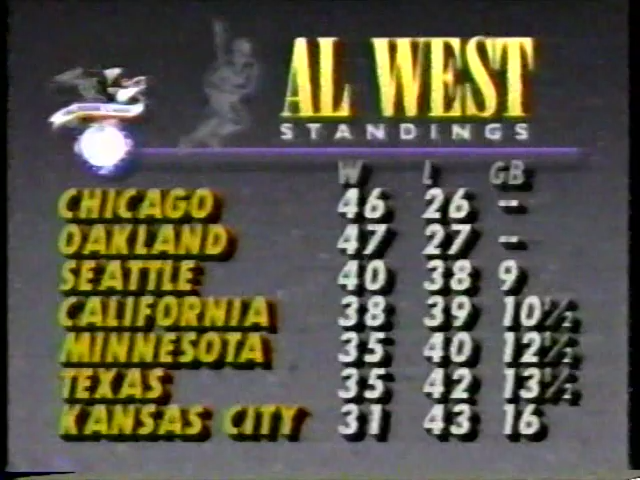 AL WEST
STANDINGS
W L GB
CHICAGO 46 26 --
OAKLAND 47 27 --
SEATTLE 40 38 9
CALIFORNIA 38 39 10½
MINNESOTA 35 40 12½
TEXAS 35 42 13½
KANSAS CITY 31 43 16